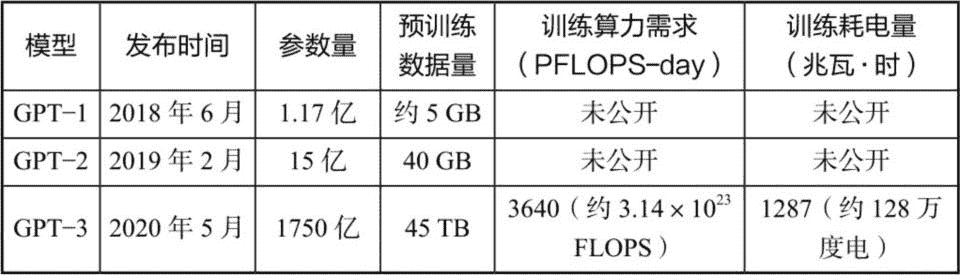 模型 发布时间 参数量 预训练数据量 训练算力需求（PFLOPS-day） 训练耗电量（兆瓦·时）
GPT-1 2018 年 6 月 1.17 亿 约 5 GB 未公开 未公开
GPT-2 2019 年 2 月 15 亿 40 GB 未公开 未公开
GPT-3 2020 年 5 月 1750 亿 45 TB 3640（约 3.14 × 10²³ FLOPS） 1287（约 128 万度电）